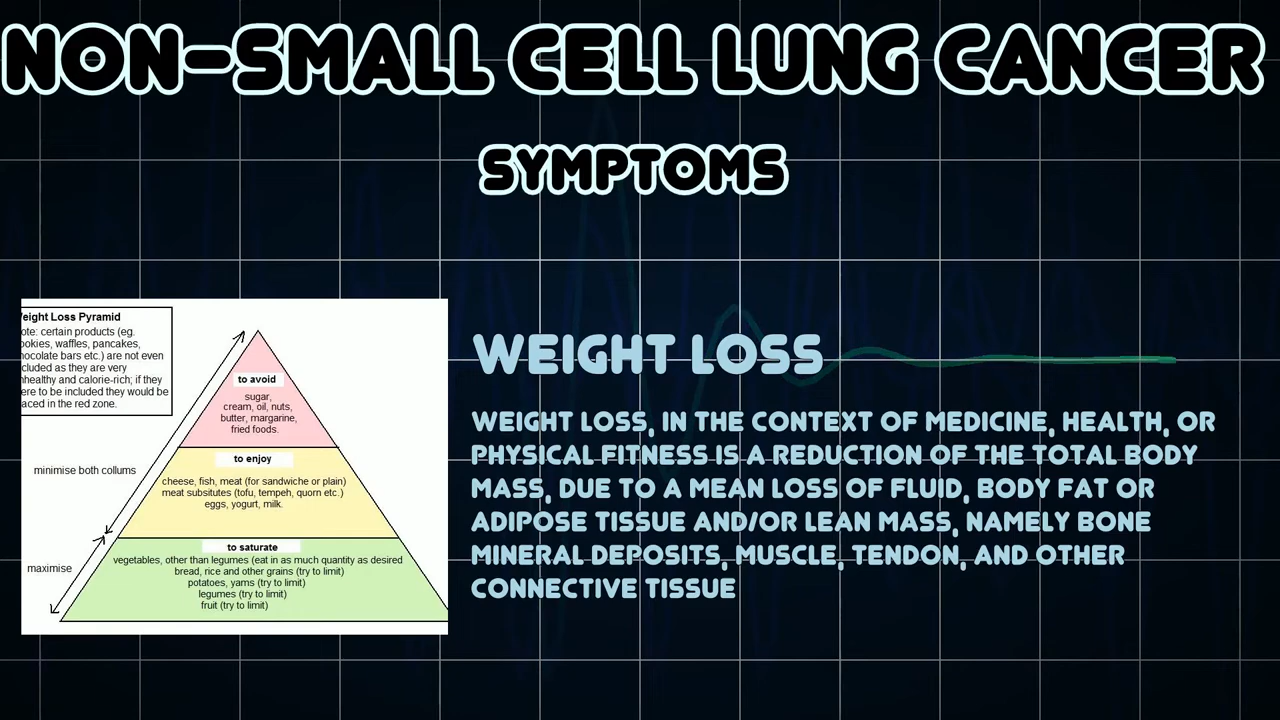 NON-SMALL CELL LUNG CANCER
SYMPTOMS
eight Loss Pyramid
ote: certain products (eg.
ookies, waffles, pancakes,
hocolate bars etc.) are not even
cluded as they are very
nhealthy and calorie-rich; if they
ere to be included they would be
aced in the red zone.
to avoid
sugar,
cream, oil, nuts,
butter, margarine,
fried foods.
minimise both collums
to enjoy
cheese, fish, meat (for sandwiche or plain)
meat subsitutes (tofu, tempeh, quorn etc.)
eggs, yogurt, milk.
maximise
to saturate
vegetables, other than legumes (eat in as much quantity as desired
bread, rice and other grains (try to limit)
potatoes, yams (try to limit)
legumes (try to limit)
fruit (try to limit)
WEIGHT LOSS
WEIGHT LOSS, IN THE CONTEXT OF MEDICINE, HEALTH, OR
PHYSICAL FITNESS IS A REDUCTION OF THE TOTAL BODY
MASS, DUE TO A MEAN LOSS OF FLUID, BODY FAT OR
ADIPOSE TISSUE AND/OR LEAN MASS, NAMELY BONE
MINERAL DEPOSITS, MUSCLE, TENDON, AND OTHER
CONNECTIVE TISSUE